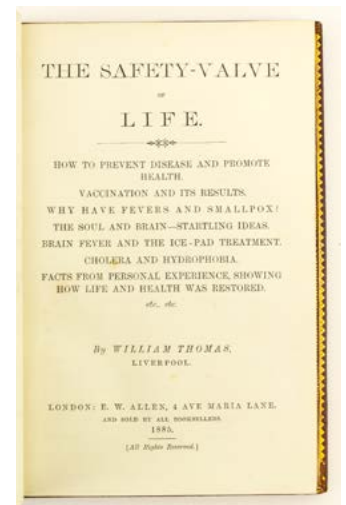 THE SAFETY-VALVE
OF
LIFE.
HOW TO PREVENT DISEASE AND PROMOTE
HEALTH.
VACCINATION AND ITS RESULTS.
WHY HAVE FEVERS AND SMALLPOX?
THE SOUL AND BRAIN—STARTLING IDEAS.
BRAIN FEVER AND THE ICE-PAD TREATMENT.
CHOLERA AND HYDROPHOBIA.
FACTS FROM PERSONAL EXPERIENCE, SHOWING
HOW LIFE AND HEALTH WAS RESTORED.
etc., etc.
By WILLIAM THOMAS,
LIVERPOOL.
LONDON: E. W. ALLEN, 4 AVE MARIA LANE.
AND SOLD BY ALL BOOKSELLERS.
1885.
[All Rights Reserved.]